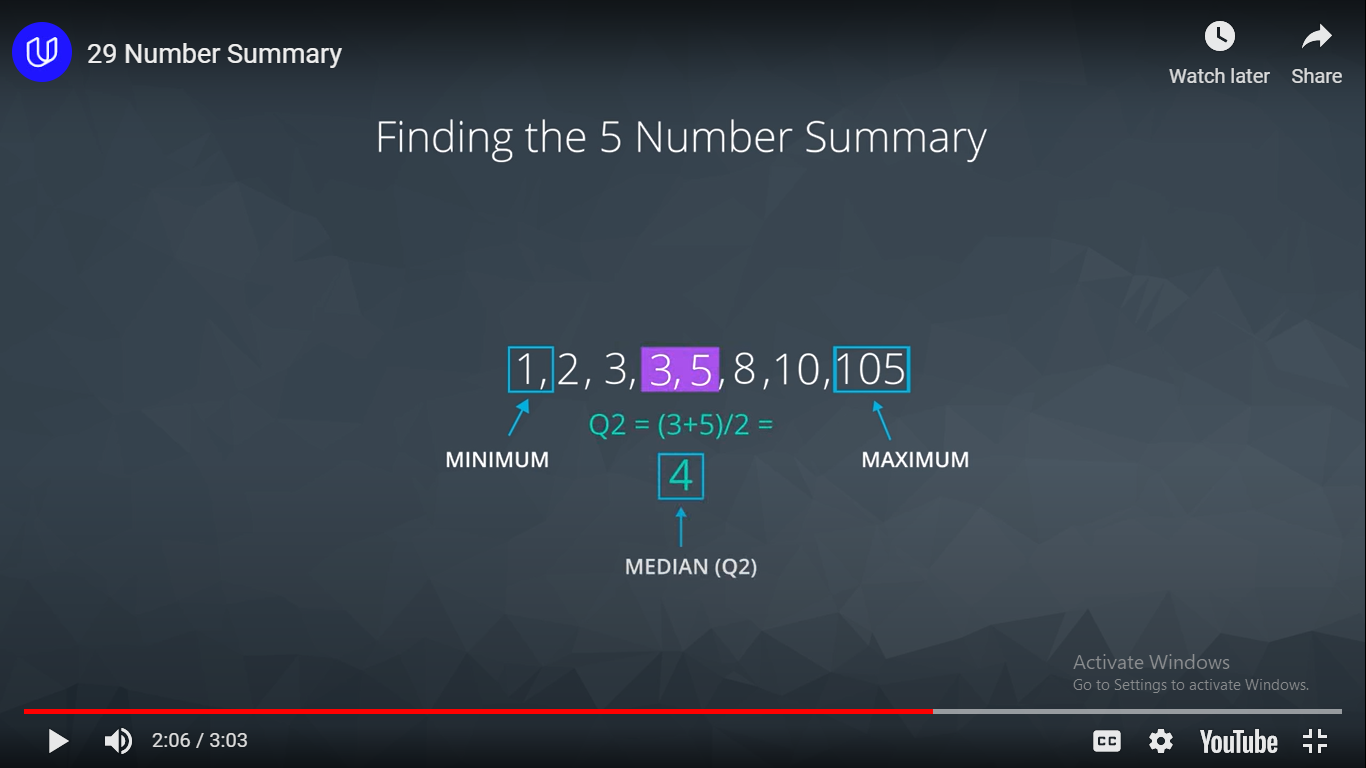 29 Number Summary
Watch later
Share
Finding the 5 Number Summary
1, 2, 3, 3, 5, 8 ,10, 105
Q2 = (3+5)/2 =
MINIMUM
MAXIMUM
4
MEDIAN (Q2)
Activate Windows
Go to Settings to activate Windows.
2:06 / 3:03
CC
YouTube